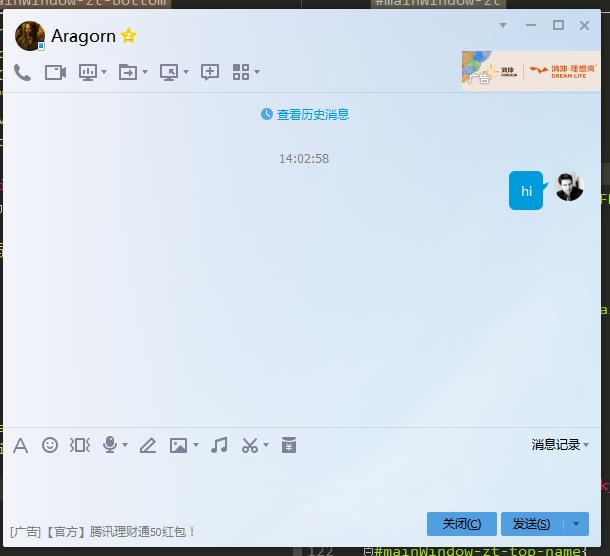 ainWindow-zt-bottom
#mainWindow-zt
Aragorn
广告
鸿坤
HONGKUN
鸿坤·理想湾
DREAM LIFE
查看历史消息
14:02:58
hi
消息记录
关闭(C)
发送(S)
[广告]【官方】腾讯理财通50红包！
122
#mainWindow-zt-top-name{